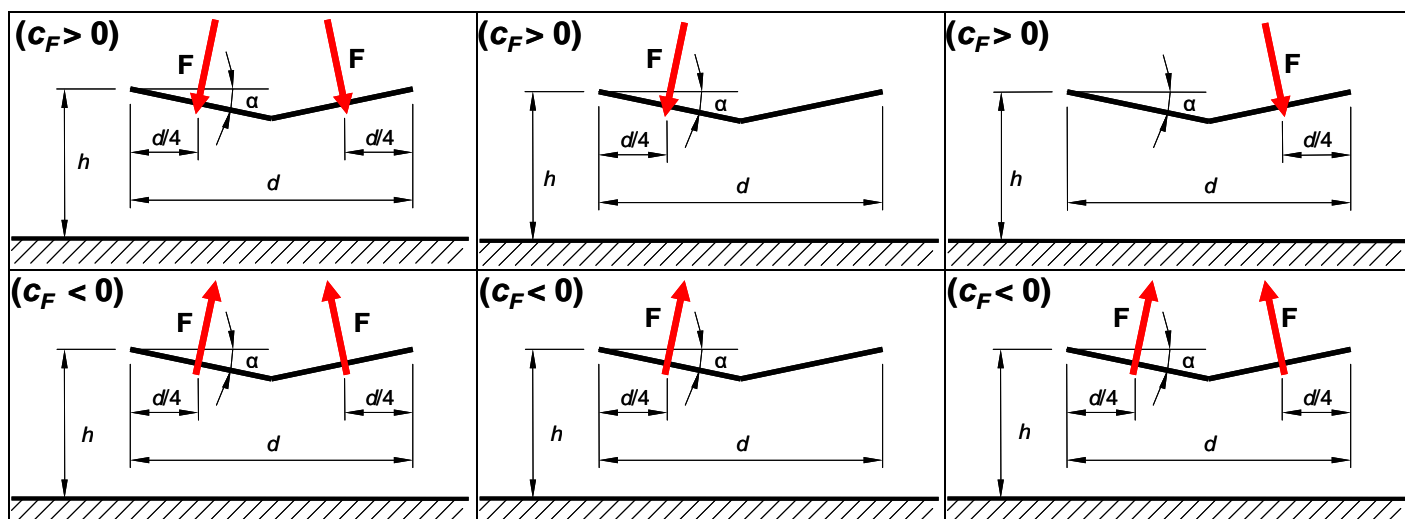 (cF > 0)
F
F
α
d/4
d/4
h
d
(cF > 0)
F
α
d/4
h
d
(cF > 0)
F
α
d/4
h
d
(cF < 0)
F
F
α
d/4
d/4
h
d
(cF < 0)
F
α
d/4
h
d
(cF < 0)
F
F
α
d/4
d/4
h
d